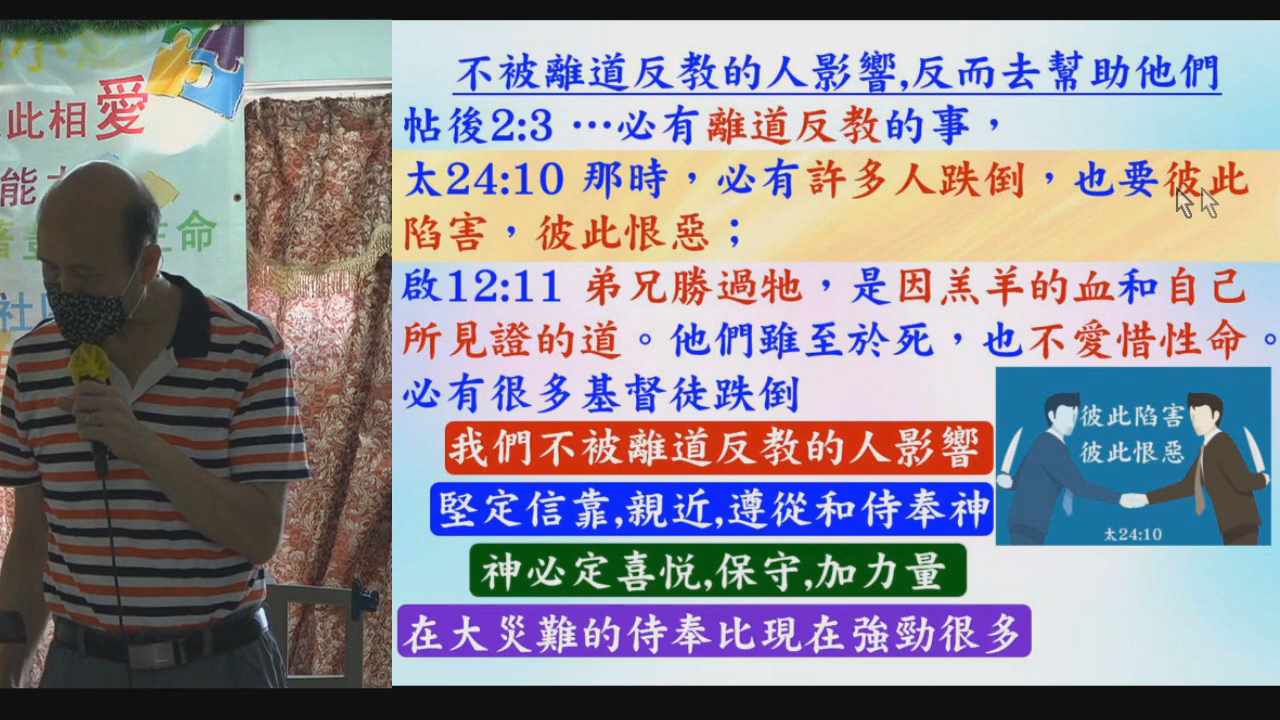 此相愛
能
命
社
不被離道反教的人影響,反而去幫助他們
帖後2:3 …必有離道反教的事，
太24:10 那時，必有許多人跌倒，也要彼此
陷害，彼此恨惡；
啟12:11 弟兄勝過牠，是因羔羊的血和自己
所見證的道。他們雖至於死，也不愛惜性命。
必有很多基督徒跌倒
彼此陷害
彼此恨惡
太24:10
我們不被離道反教的人影響
堅定信靠,親近,遵從和侍奉神
神必定喜悅,保守,加力量
在大災難的侍奉比現在強勁很多